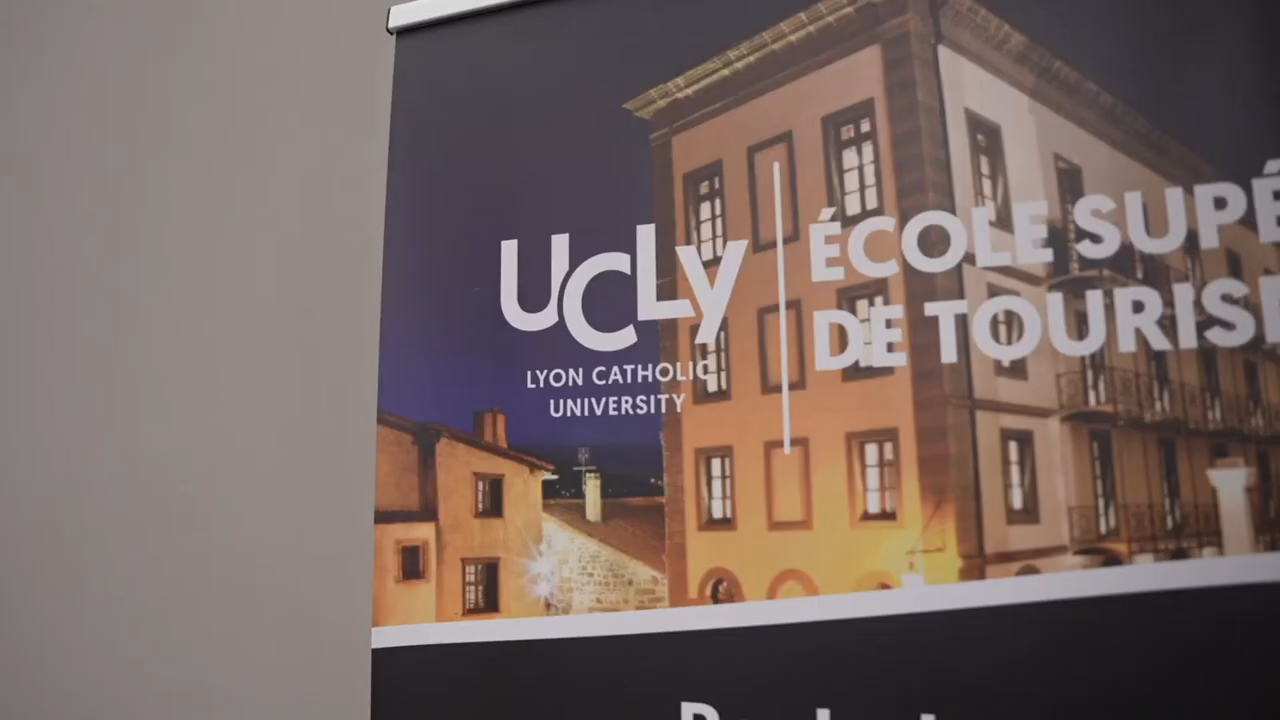 UCLy
LYON CATHOLIC
UNIVERSITY
ÉCOLE SUPÉ
DE TOURIS